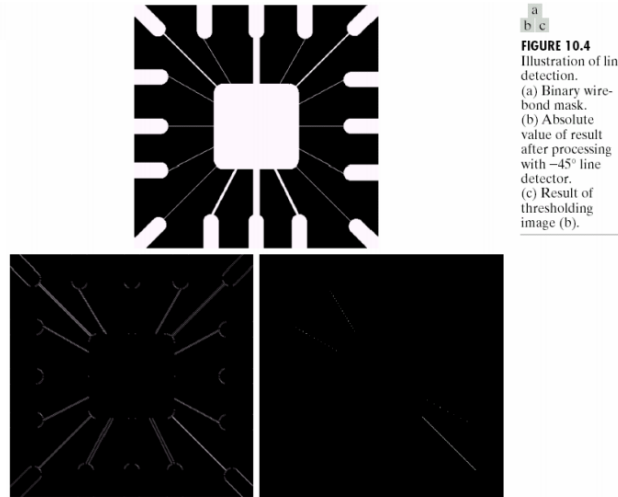 a
b c
FIGURE 10.4
Illustration of lin
detection.
(a) Binary wire-
bond mask.
(b) Absolute
value of result
after processing
with −45° line
detector.
(c) Result of
thresholding
image (b).